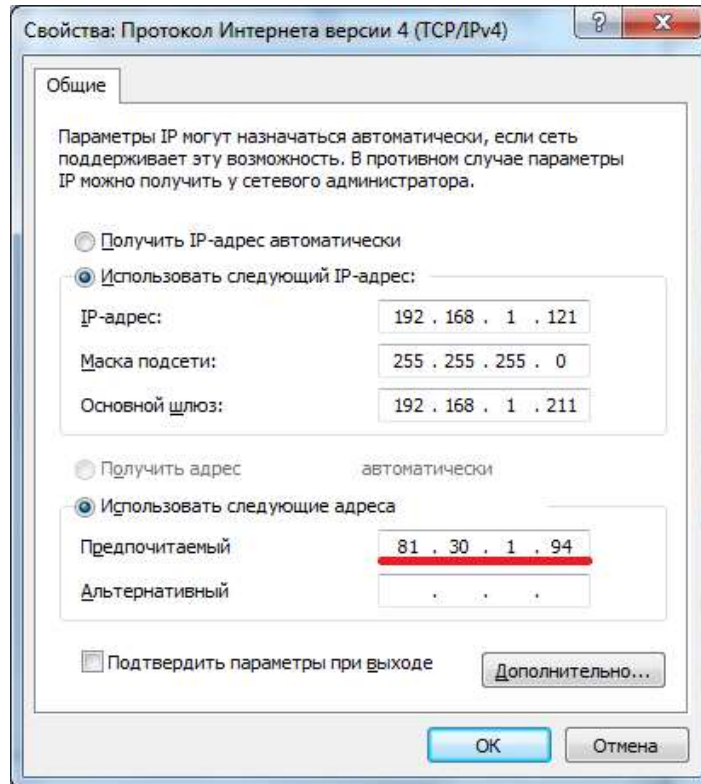 Свойства: Протокол Интернета версии 4 (TCP/IPv4)
Общие
Параметры IP могут назначаться автоматически, если сеть
поддерживает эту возможность. В противном случае параметры
IP можно получить у сетевого администратора.
Получить IP-адрес автоматически
Использовать следующий IP-адрес:
IP-адрес: 192 . 168 . 1 . 121
Маска подсети: 255 . 255 . 255 . 0
Основной шлюз: 192 . 168 . 1 . 211
Получить адрес автоматически
Использовать следующие адреса
Предпочитаемый 81 . 30 . 1 . 94
Альтернативный . . .
Подтвердить параметры при выходе Дополнительно...
ОК Отмена